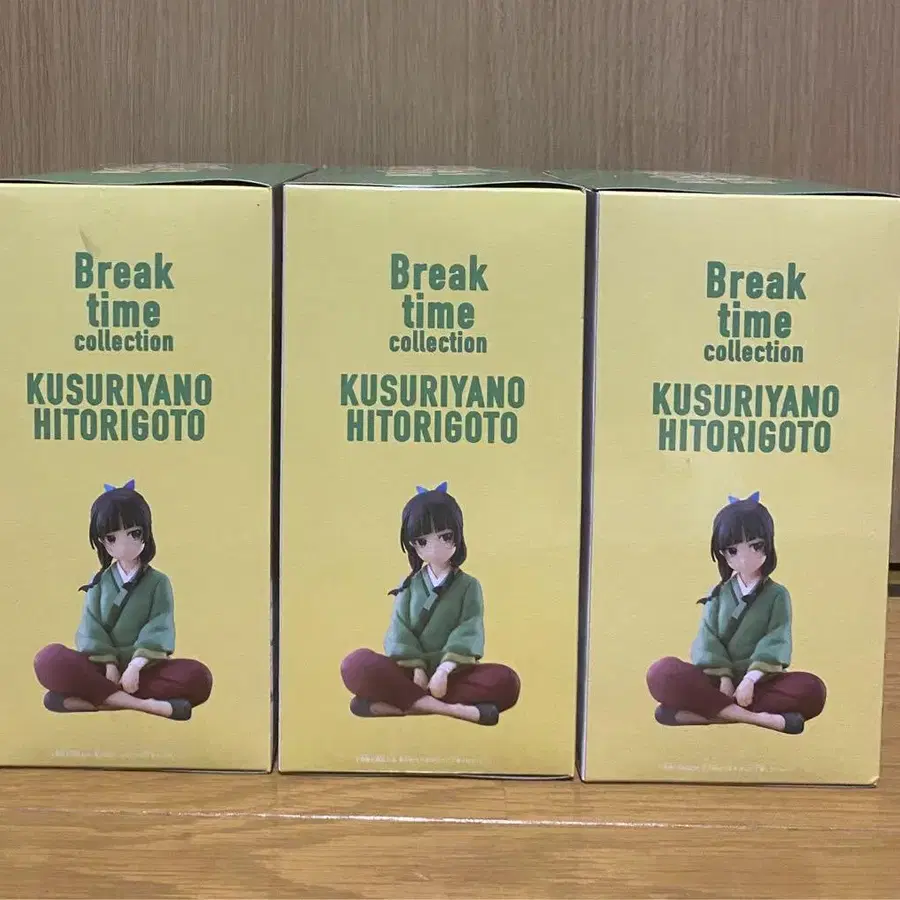 Break
time
collection
KUSURIYANO
HITORIGOTO
Break
time
collection
KUSURIYANO
HITORIGOTO
Break
time
collection
KUSURIYANO
HITORIGOTO